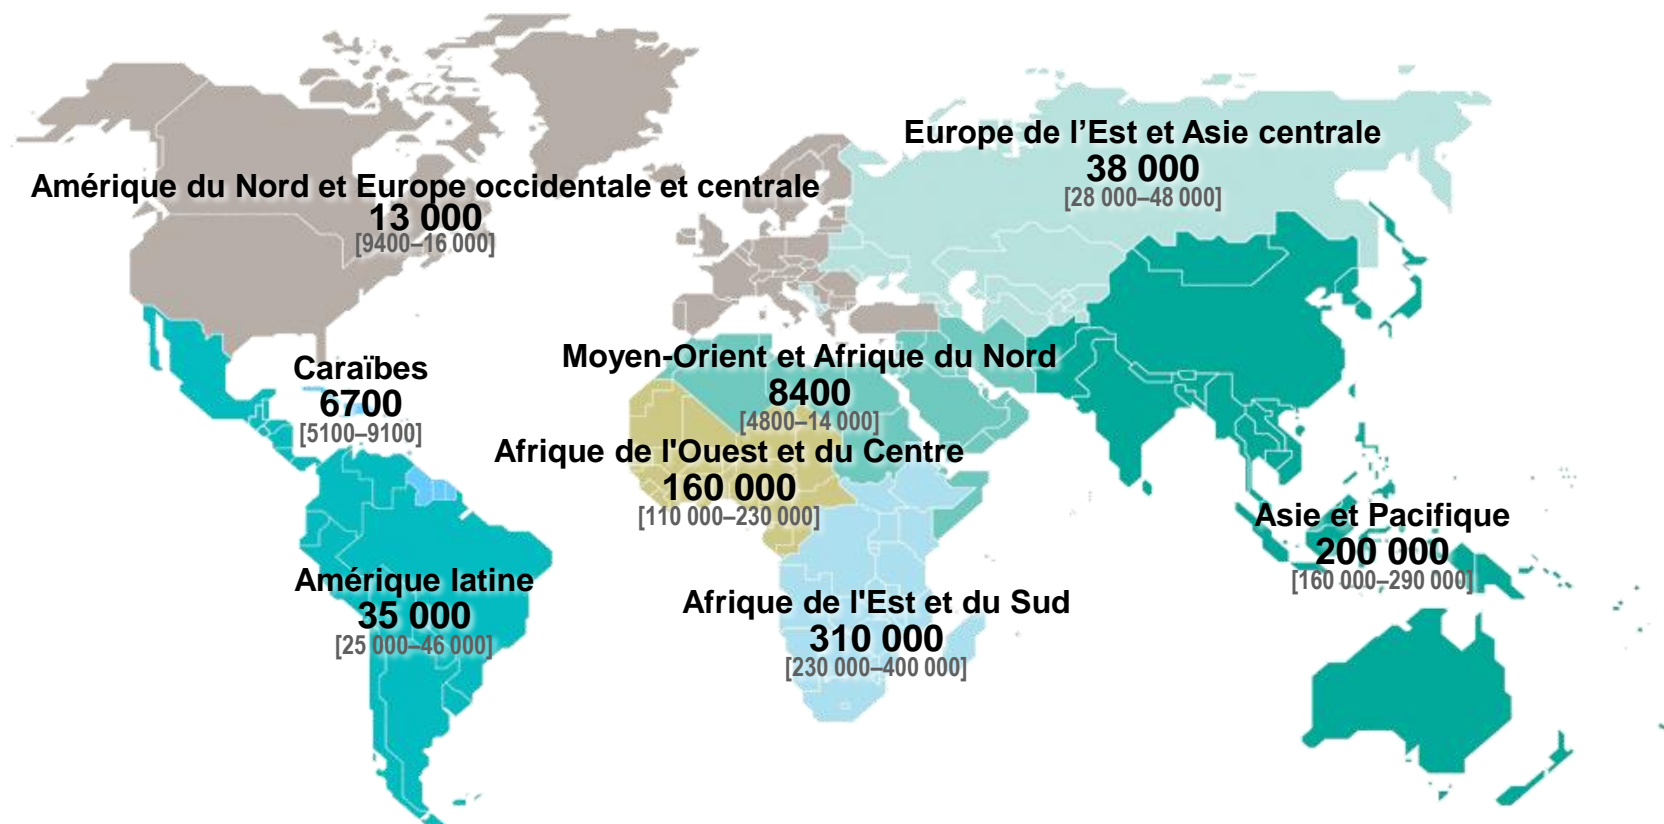 Europe de l’Est et Asie centrale
38 000
[28 000–48 000]
Amérique du Nord et Europe occidentale et centrale
13 000
[9400–16 000]
Caraïbes
6700
[5100–9100]
Moyen-Orient et Afrique du Nord
8400
[4800–14 000]
Afrique de l'Ouest et du Centre
160 000
[110 000–230 000]
Asie et Pacifique
200 000
[160 000–290 000]
Amérique latine
35 000
[25 000–46 000]
Afrique de l'Est et du Sud
310 000
[230 000–400 000]